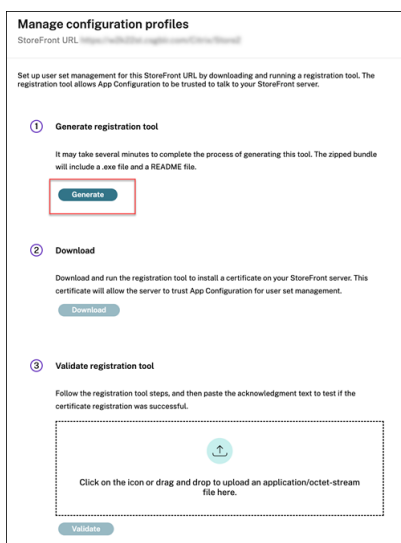 Manage configuration profiles
StoreFront URL
Set up user set management for this StoreFront URL by downloading and running a registration tool. The
registration tool allows App Configuration to be trusted to talk to your StoreFront server.
1 Generate registration tool
It may take several minutes to complete the process of generating this tool. The zipped bundle
will include a .exe file and a README file.
Generate
2 Download
Download and run the registration tool to install a certificate on your StoreFront server. This
certificate will allow the server to trust App Configuration for user set management.
Download
3 Validate registration tool
Follow the registration tool steps, and then paste the acknowledgment text to test if the
certificate registration was successful.
Click on the icon or drag and drop to upload an application/octet-stream
file here.
Validate